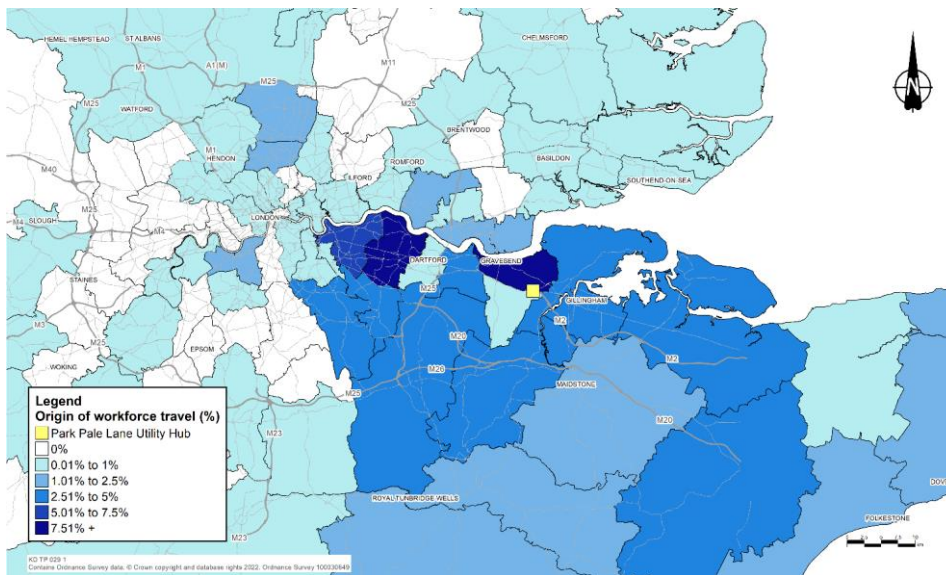 HEMEL HEMPSTEAD
ST ALBANS
CHELMSFORD
M1
A1(M)
M11
M25
M25
M25
WATFORD
BRENTWOOD
M1
HENDON
ROMFORD
BASILDON
M40
ILFORD
SOUTHEND-ON-SEA
M25
LONDON
SLOUGH
M4
M4
DARTFORD
GRAVESEND
STAINES
M25
GILLINGHAM
M3
M2
EPSOM
M20
M2
M25
WOKING
M26
M25
MAIDSTONE
M20
M23
ROYAL TUNBRIDGE WELLS
DOV
FOLKESTONE
M23
N
Legend
Origin of workforce travel (%)
Park Pale Lane Utility Hub
0%
0.01% to 1%
1.01% to 2.5%
2.51% to 5%
5.01% to 7.5%
7.51% +
KD TP 029 1
Contains Ordnance Survey data. © Crown copyright and database rights 2022. Ordnance Survey 100030649